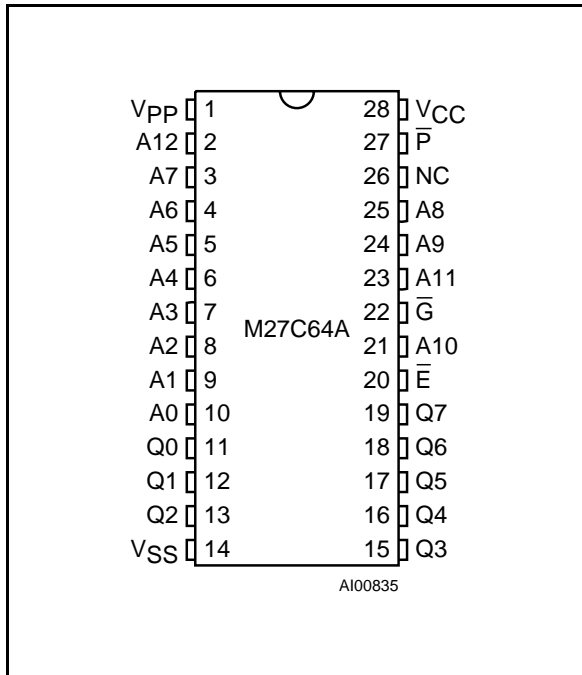 VPP 1 28 VCC
A12 2 27 P̅
A7 3 26 NC
A6 4 25 A8
A5 5 24 A9
A4 6 23 A11
A3 7 22 G̅
M27C64A
A2 8 21 A10
A1 9 20 E̅
A0 10 19 Q7
Q0 11 18 Q6
Q1 12 17 Q5
Q2 13 16 Q4
VSS 14 15 Q3
AI00835